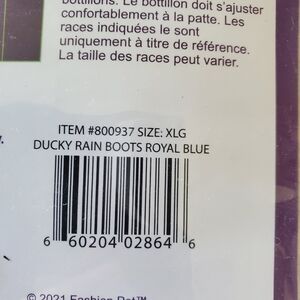 bottillons. Le bottillon doit s'ajuster
confortablement à la patte. Les
races indiquées le sont
uniquement à titre de référence.
La taille des races peut varier.
ITEM #800937 SIZE: XLG
DUCKY RAIN BOOTS ROYAL BLUE
6 60204 02864 6
© 2021 Fashion Pet™